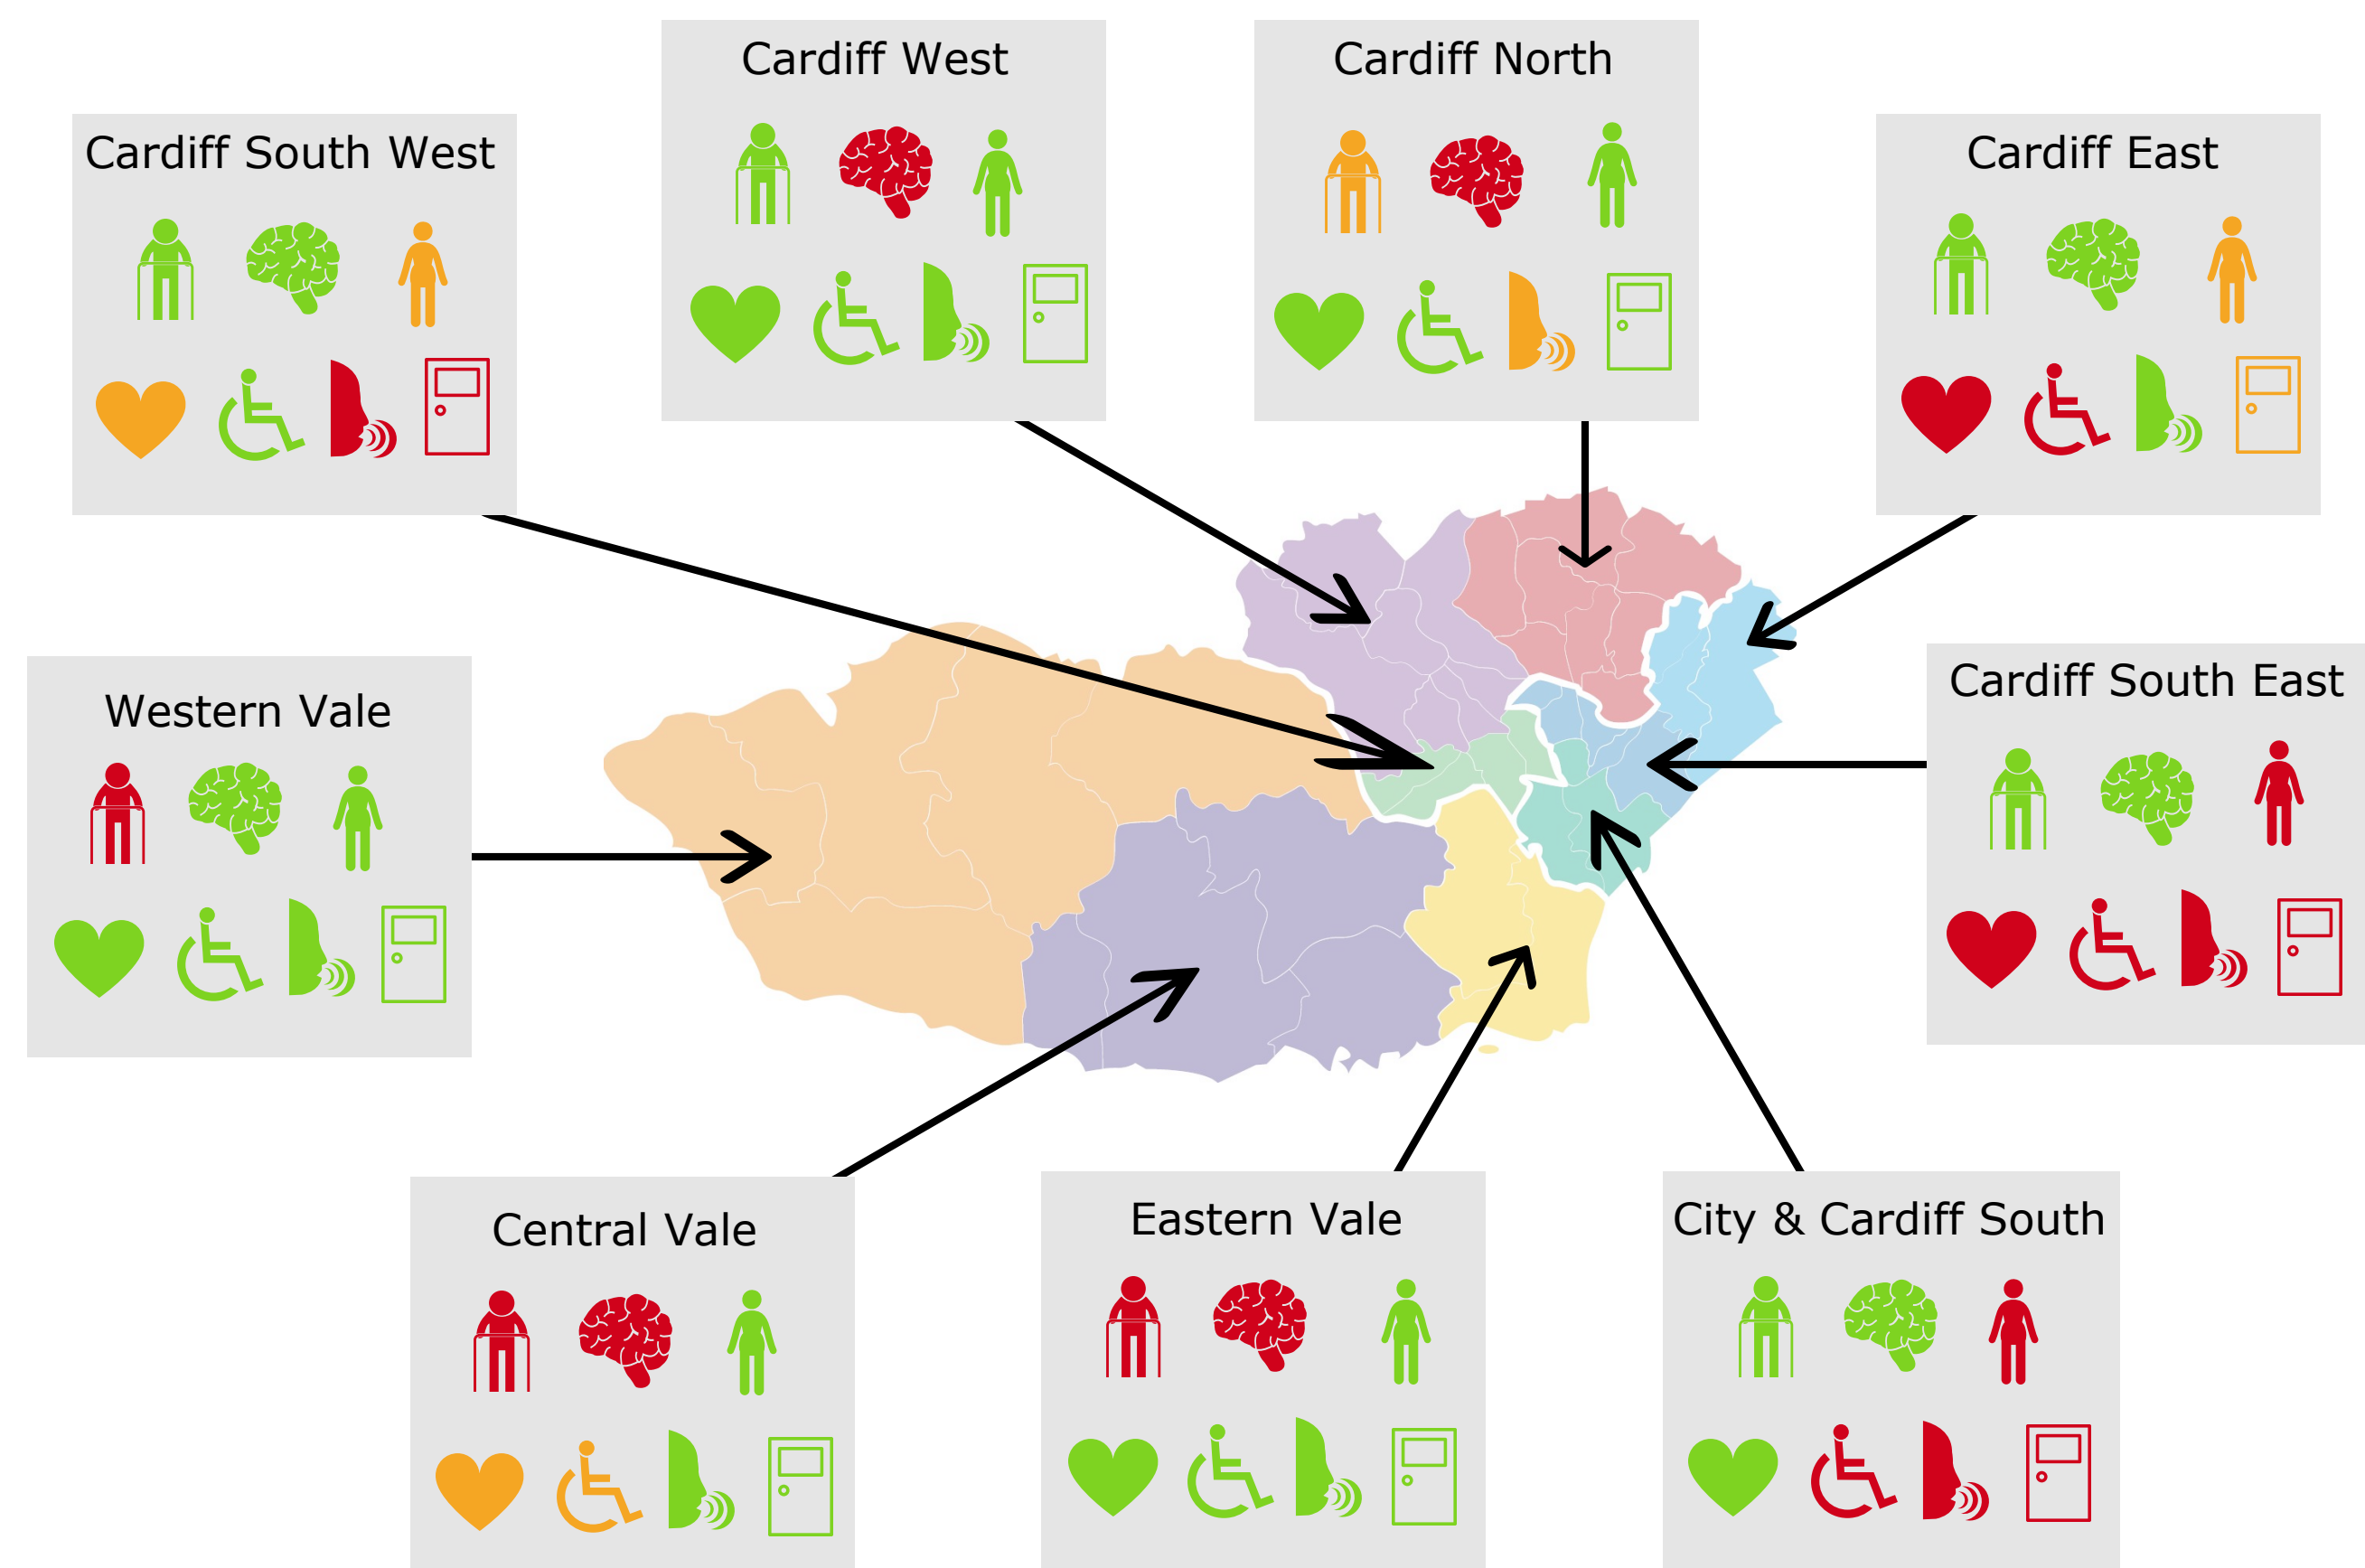 Cardiff West
Cardiff North
Cardiff South West
Cardiff East
Western Vale
Cardiff South East
Central Vale
Eastern Vale
City & Cardiff South